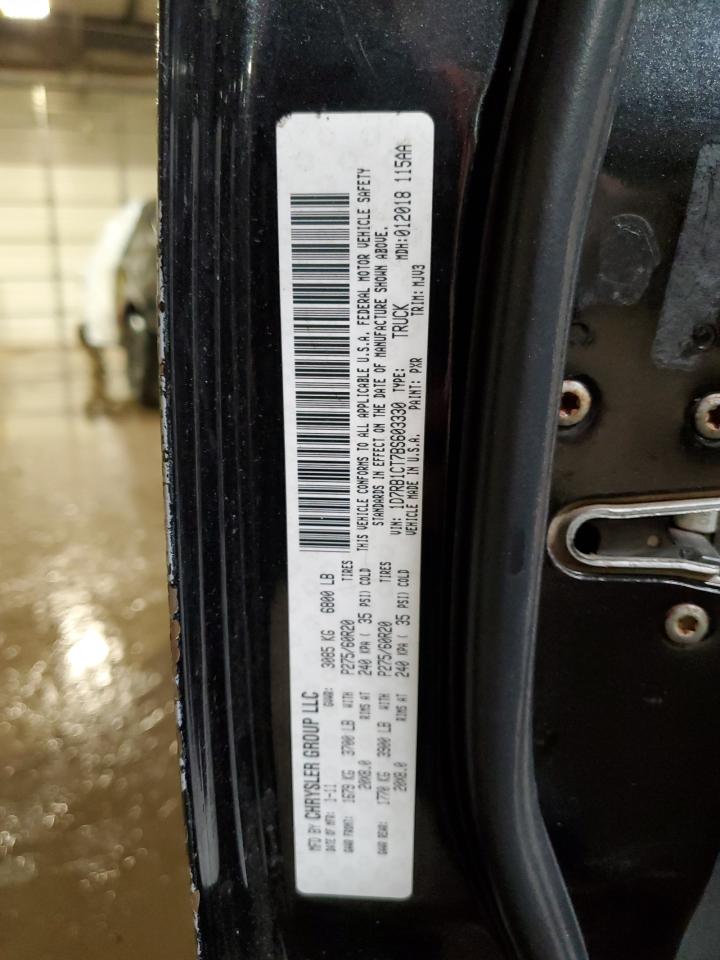 MFD BY CHRYSLER GROUP LLC
DATE OF MFR: 1-11 GVWR: 3085 KG 6800 LB
GAWR FRONT: 1679 KG 3700 LB WITH P275/60R20 TIRES
20X8.0 RIMS AT 240 KPA ( 35 PSI) COLD
GAWR REAR: 1770 KG 3900 LB WITH P275/60R20 TIRES
20X8.0 RIMS AT 240 KPA ( 35 PSI) COLD
THIS VEHICLE CONFORMS TO ALL APPLICABLE U.S.A. FEDERAL MOTOR VEHICLE SAFETY
STANDARDS IN EFFECT ON THE DATE OF MANUFACTURE SHOWN ABOVE.
VIN: 1D7RB1CT7BS603330 TYPE: TRUCK MDH:012018 115AA
VEHICLE MADE IN U.S.A. PAINT: PXR TRIM: MJV3